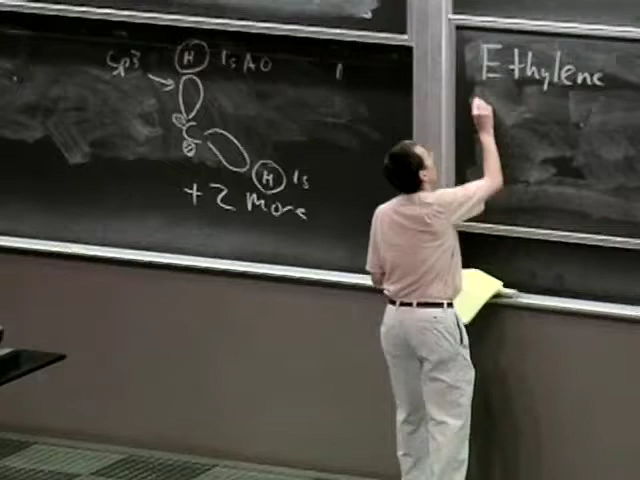 Sp3 H 1s AO
C
H 1s
+ 2 more
Ethylene